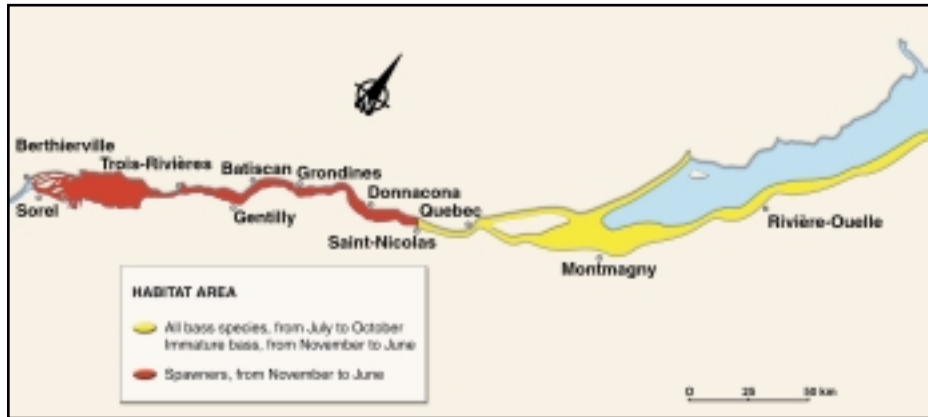 Berthierville
Trois-Rivières
Batiscan
Grondines
Donnacona
Quebec
Sorel
Gentilly
Saint-Nicolas
Rivière-Ouelle
Montmagny
HABITAT AREA
All bass species, from July to October
Immature bass, from November to June
Spawners, from November to June
0 25 50 km